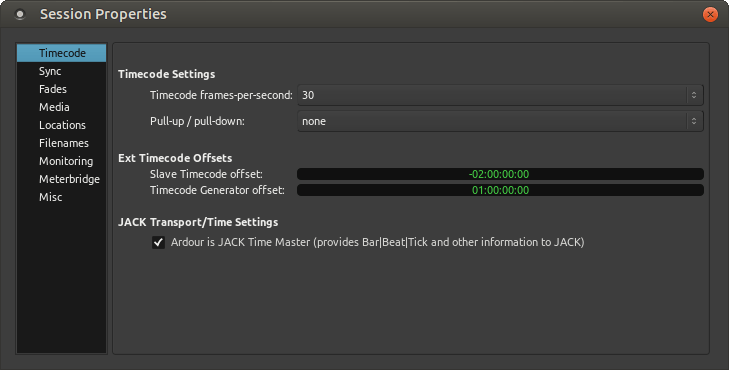 Session Properties
Timecode
Sync
Fades
Media
Locations
Filenames
Monitoring
Meterbridge
Misc
Timecode Settings
Timecode frames-per-second: 30
Pull-up / pull-down: none
Ext Timecode Offsets
Slave Timecode offset: -02:00:00:00
Timecode Generator offset: 01:00:00:00
JACK Transport/Time Settings
Ardour is JACK Time Master (provides Bar|Beat|Tick and other information to JACK)